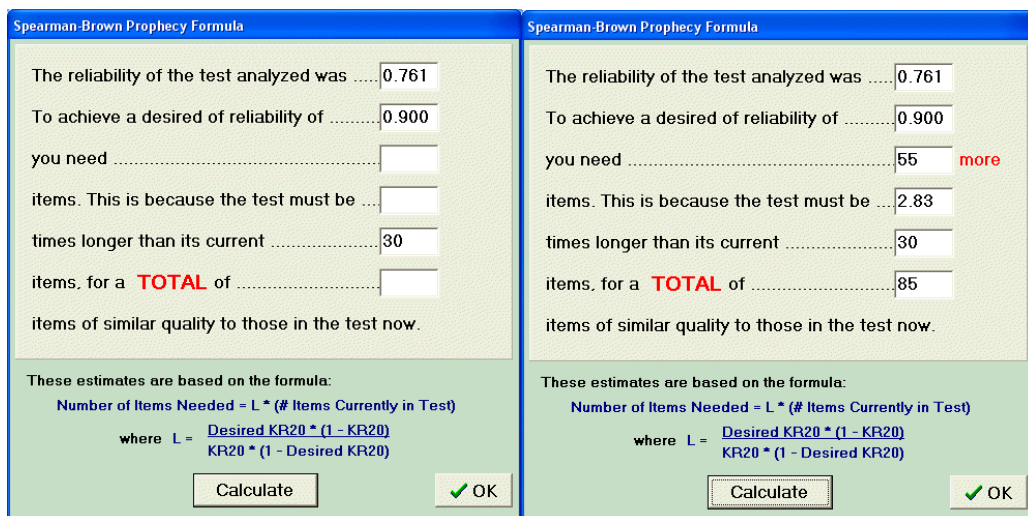 Spearman-Brown Prophecy Formula
The reliability of the test analyzed was ..... 0.761
To achieve a desired of reliability of .......... 0.900
you need .....................................................
items. This is because the test must be ....
times longer than its current ..................... 30
items, for a TOTAL of ............................
items of similar quality to those in the test now.
These estimates are based on the formula:
Number of Items Needed = L * (# Items Currently in Test)
where L = Desired KR20 * (1 - KR20)
KR20 * (1 - Desired KR20)
Calculate
OK
Spearman-Brown Prophecy Formula
The reliability of the test analyzed was ..... 0.761
To achieve a desired of reliability of .......... 0.900
you need ..................................................... 55 more
items. This is because the test must be .... 2.83
times longer than its current ..................... 30
items, for a TOTAL of ............................ 85
items of similar quality to those in the test now.
These estimates are based on the formula:
Number of Items Needed = L * (# Items Currently in Test)
where L = Desired KR20 * (1 - KR20)
KR20 * (1 - Desired KR20)
Calculate
OK